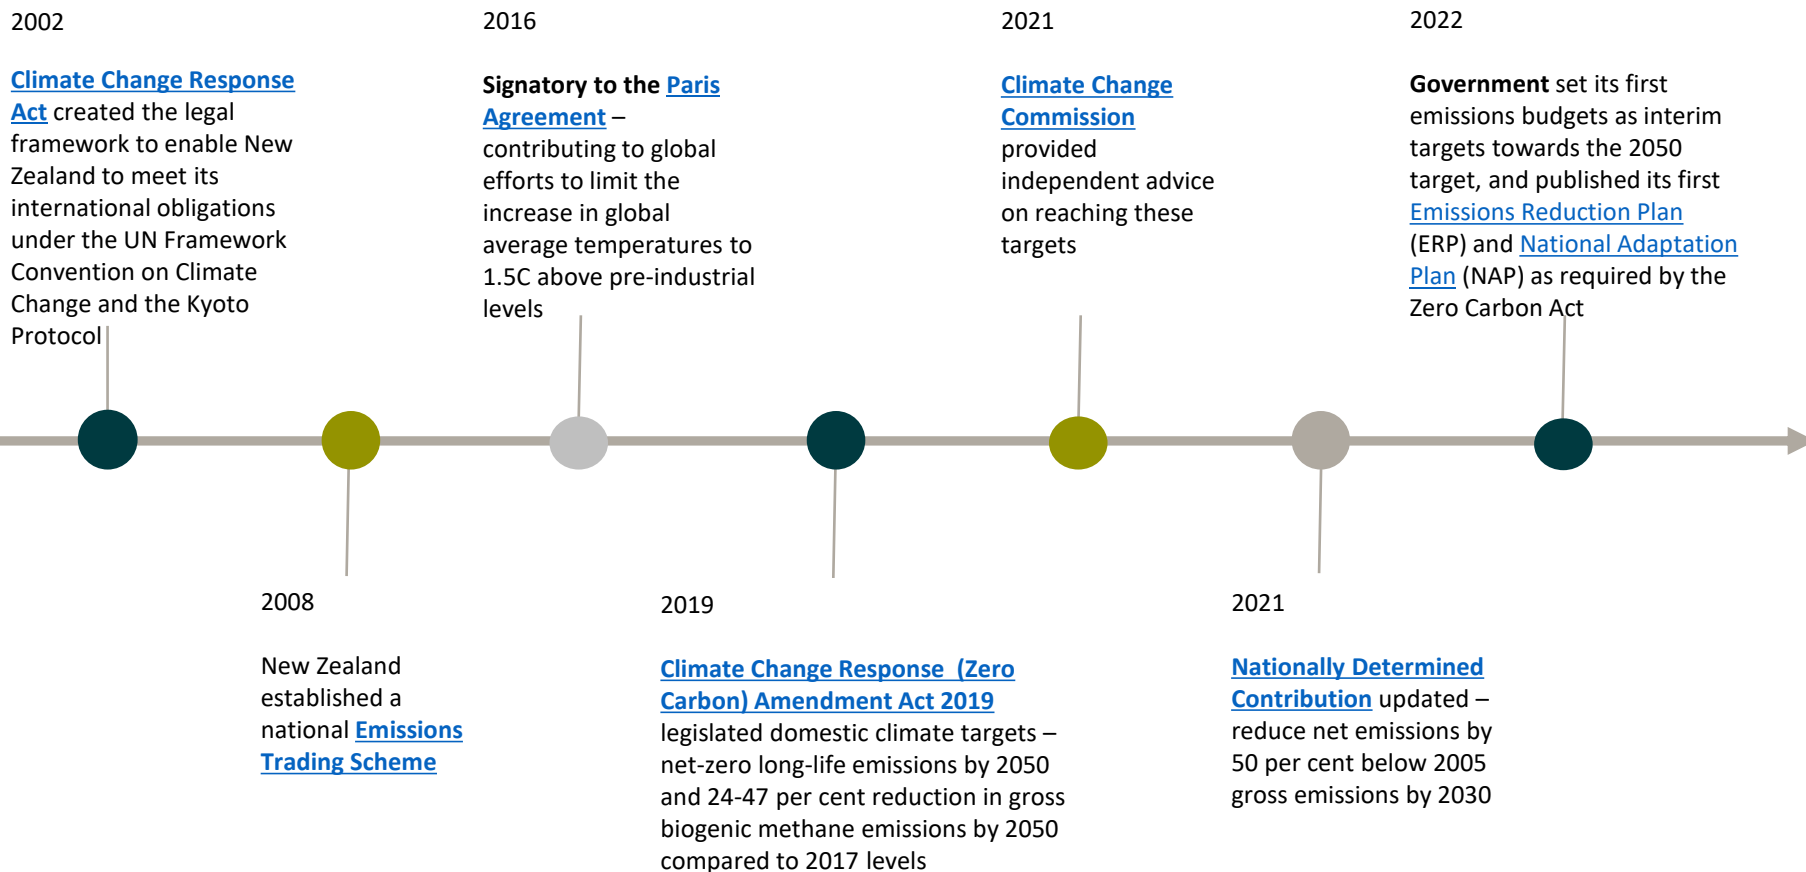 2002
Climate Change Response
Act created the legal
framework to enable New
Zealand to meet its
international obligations
under the UN Framework
Convention on Climate
Change and the Kyoto
Protocol
2008
New Zealand
established a
national Emissions
Trading Scheme
2016
Signatory to the Paris
Agreement –
contributing to global
efforts to limit the
increase in global
average temperatures to
1.5C above pre-industrial
levels
2019
Climate Change Response (Zero
Carbon) Amendment Act 2019
legislated domestic climate targets –
net-zero long-life emissions by 2050
and 24-47 per cent reduction in gross
biogenic methane emissions by 2050
compared to 2017 levels
2021
Climate Change
Commission
provided
independent advice
on reaching these
targets
2021
Nationally Determined
Contribution updated –
reduce net emissions by
50 per cent below 2005
gross emissions by 2030
2022
Government set its first
emissions budgets as interim
targets towards the 2050
target, and published its first
Emissions Reduction Plan
(ERP) and National Adaptation
Plan (NAP) as required by the
Zero Carbon Act